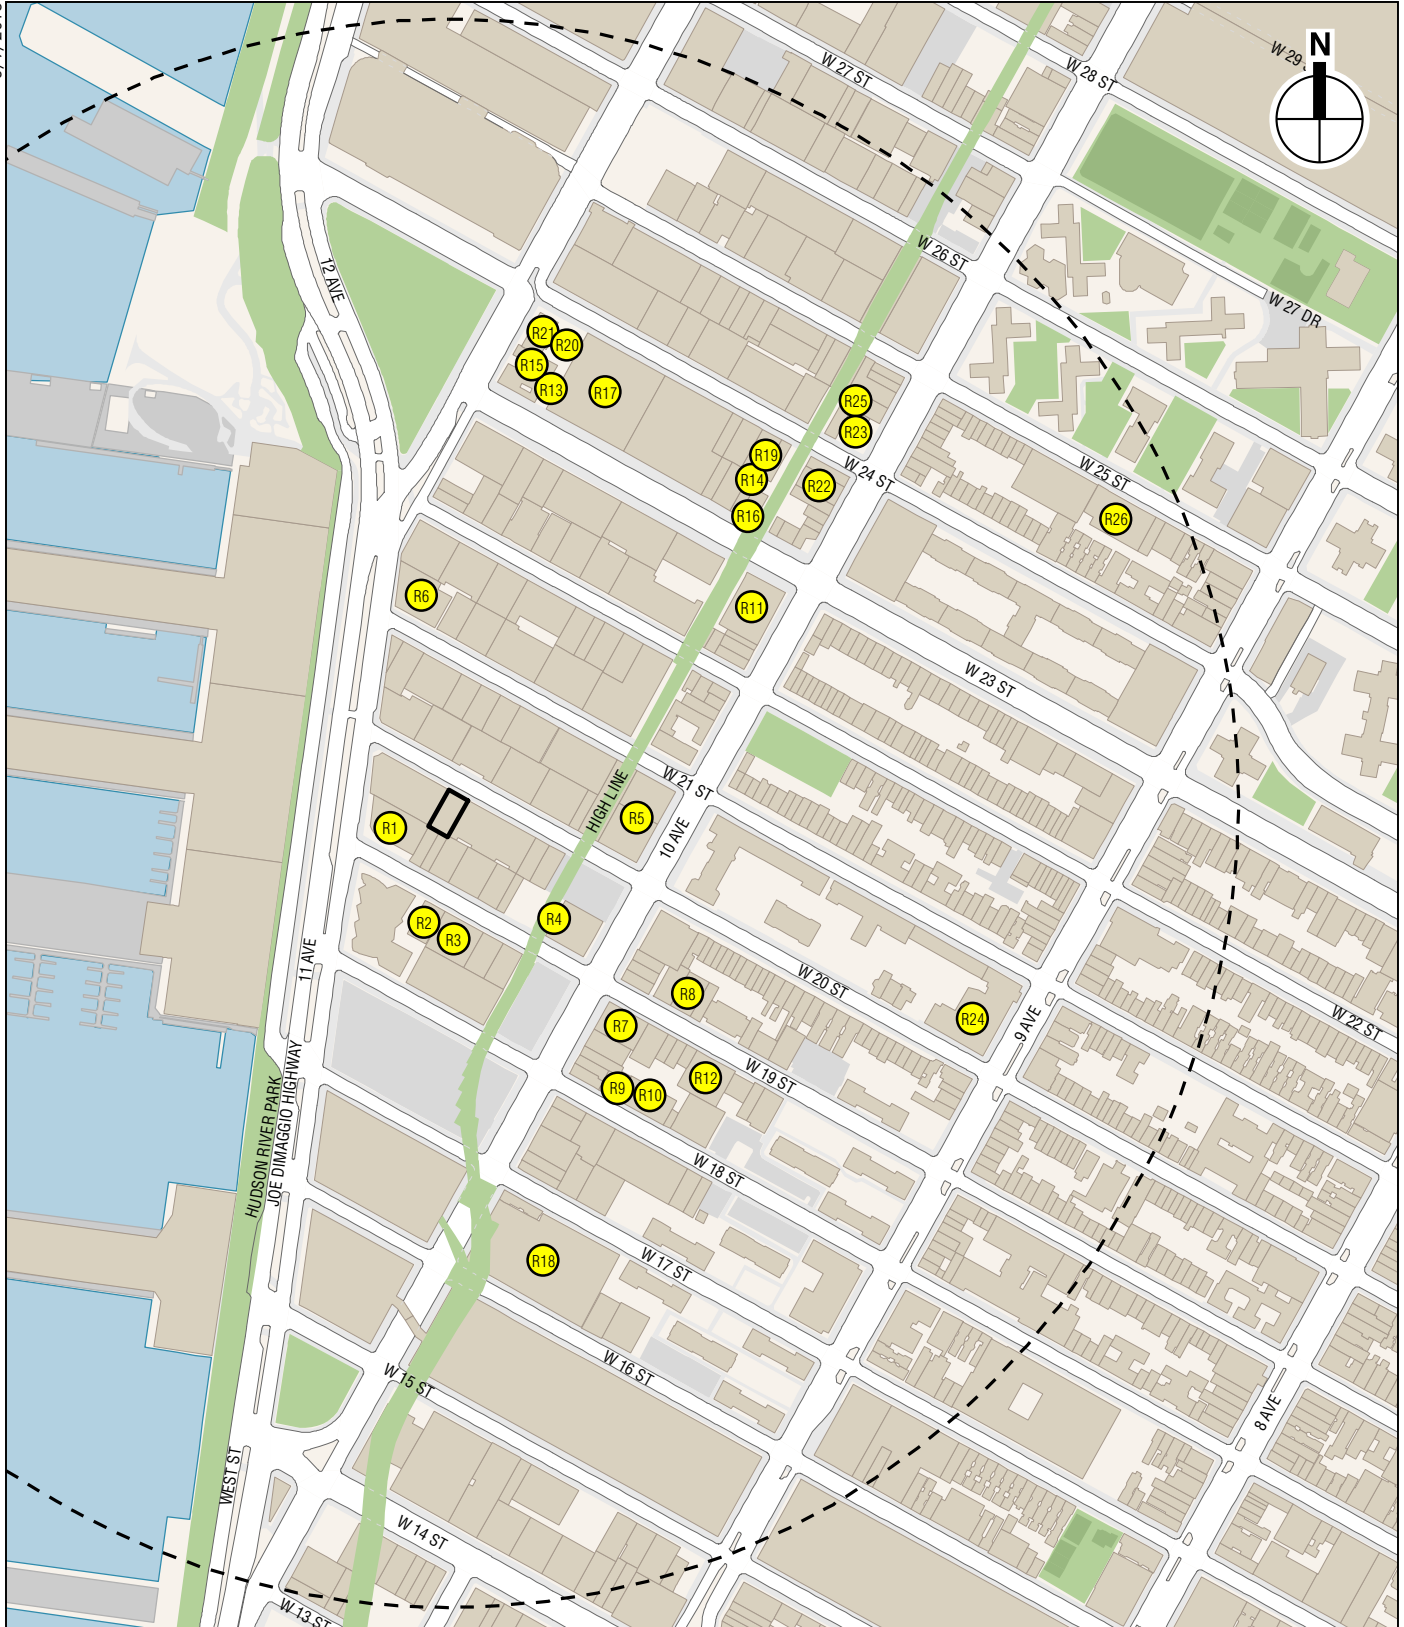 N
W 27 ST
W 28 ST
W 29
W 26 ST
12 AVE
W 27 DR
R21
R20
R15
R13
R17
R25
R23
R19
R14
R22
R16
W 24 ST
W 25 ST
R26
R6
R11
W 23 ST
W 21 ST
HIGH LINE
R1
R5
10 AVE
R2
R3
R4
11 AVE
R8
W 20 ST
R7
R24
9 AVE
W 22 ST
R9
R10
R12
W 19 ST
HUDSON RIVER PARK
JOE DIMAGGIO HIGHWAY
W 18 ST
R18
W 17 ST
W 15 ST
W 16 ST
8 AVE
WEST ST
W 14 ST
W 13 ST